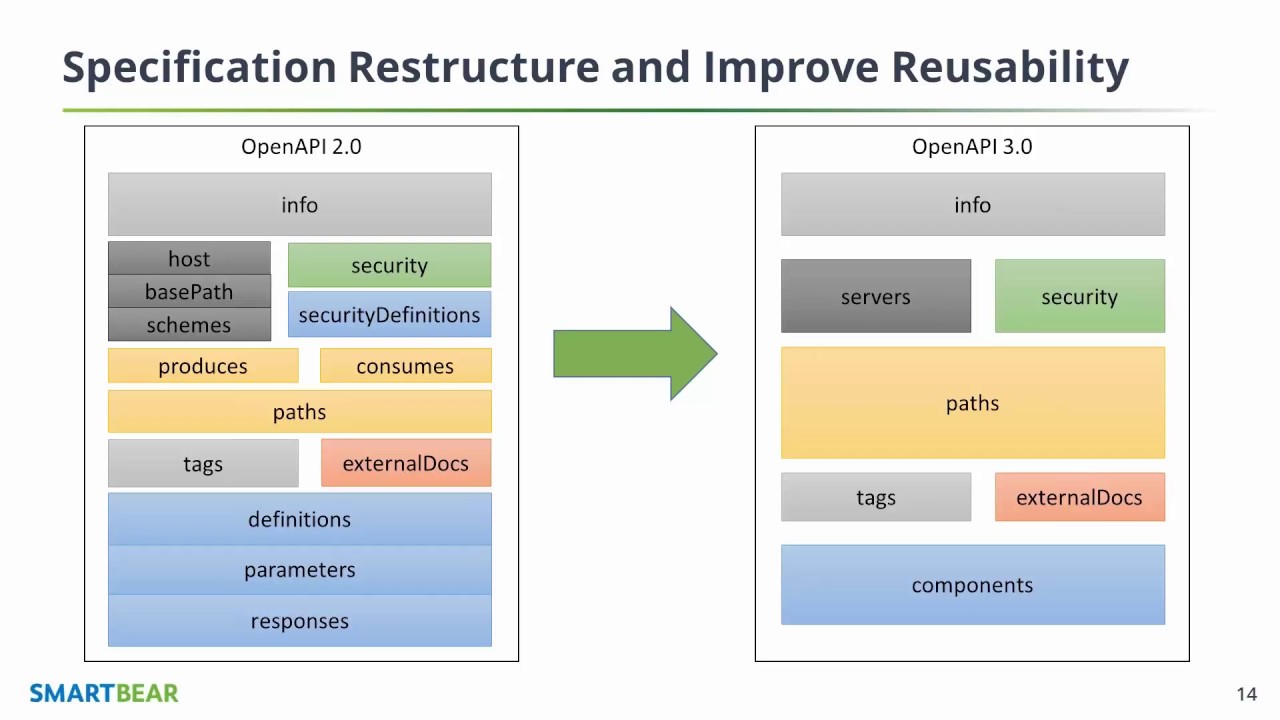 Specification Restructure and Improve Reusability
OpenAPI 2.0
info
host
basePath
schemes
security
securityDefinitions
produces
consumes
paths
tags
externalDocs
definitions
parameters
responses
OpenAPI 3.0
info
servers
security
paths
tags
externalDocs
components
SMARTBEAR
14